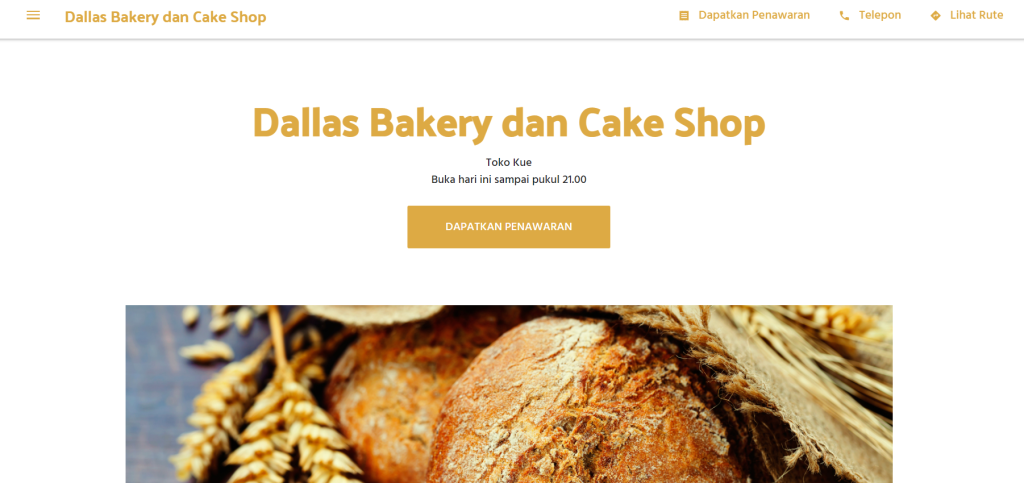 Dallas Bakery dan Cake Shop
Dapatkan Penawaran
Telepon
Lihat Rute
Dallas Bakery dan Cake Shop
Toko Kue
Buka hari ini sampai pukul 21.00
DAPATKAN PENAWARAN